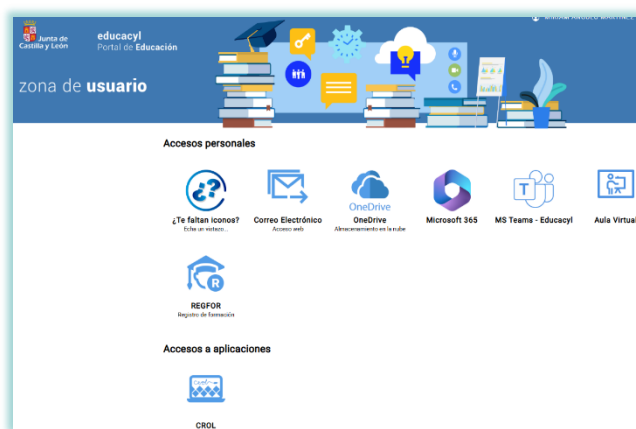 Junta de
Castilla y León
educacyl
Portal de Educación
zona de usuario
Accesos personales
¿Te faltan iconos?
Echa un vistazo...
Correo Electrónico
Acceso web
OneDrive
OneDrive
Almacenamiento en la nube
Microsoft 365
T
MS Teams - Educacyl
Aula Virtual
R
REGFOR
Registro de formación
Accesos a aplicaciones
CROL